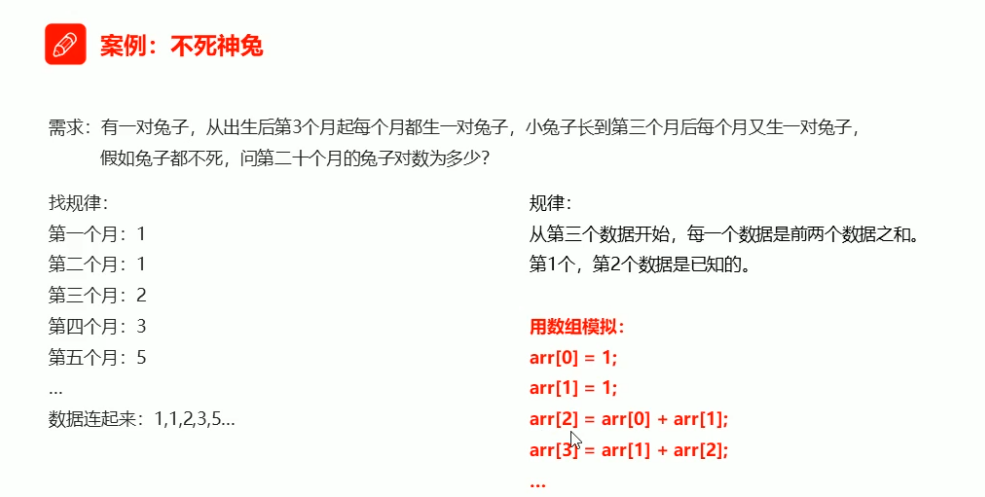 案例：不死神兔
需求：有一对兔子，从出生后第3个月起每个月都生一对兔子，小兔子长到第三个月后每个月又生一对兔子，
假如兔子都不死，问第二十个月的兔子对数为多少？
找规律：
第一个月：1
第二个月：1
第三个月：2
第四个月：3
第五个月：5
...
数据连起来：1,1,2,3,5...
规律：
从第三个数据开始，每一个数据是前两个数据之和。
第1个，第2个数据是已知的。
用数组模拟：
arr[0] = 1;
arr[1] = 1;
arr[2] = arr[0] + arr[1];
arr[3] = arr[1] + arr[2];
...